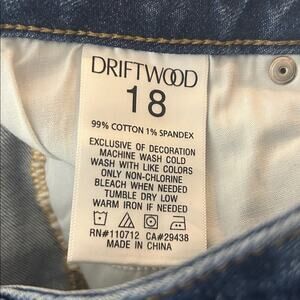 DRIFTWOOD
18
99% COTTON 1% SPANDEX
EXCLUSIVE OF DECORATION
MACHINE WASH COLD
WASH WITH LIKE COLORS
ONLY NON-CHLORINE
BLEACH WHEN NEEDED
TUMBLE DRY LOW
WARM IRON IF NEEDED
RN#110712 CA#29438
MADE IN CHINA